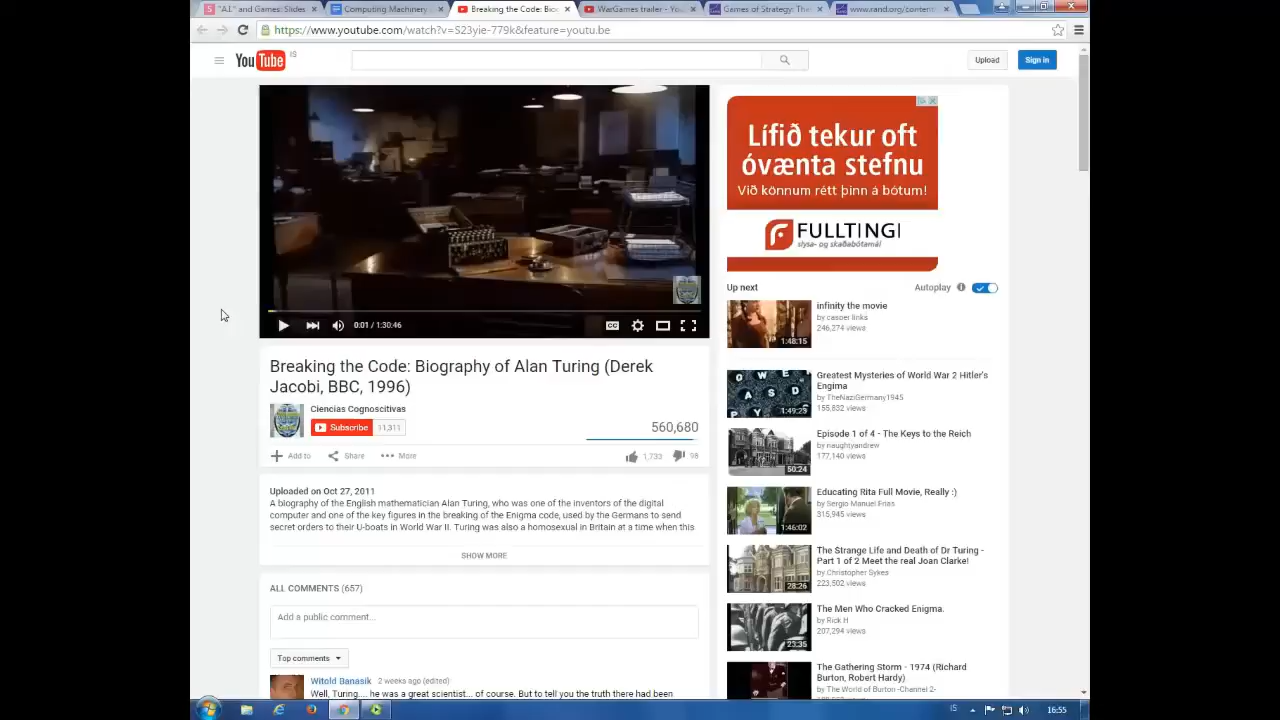 "A.I." and Games: Slides
Computing Machinery
Breaking the Code: Bio
WarGames trailer - You
Games of Strategy: The
www.rand.org/content
https://www.youtube.com/watch?v=S23yie-779k&feature=youtu.be
YouTube IS
Upload
Sign in
Lífið tekur oft
óvænta stefnu
Við könnum rétt þinn á bótum!
FULLTINGI
slysa- og skaðabótamál
0:01 / 1:30:46
CC
Breaking the Code: Biography of Alan Turing (Derek
Jacobi, BBC, 1996)
Ciencias Cognoscitivas
Subscribe 11,311
560,680
Add to
Share
More
1,733
98
Uploaded on Oct 27, 2011
A biography of the English mathematician Alan Turing, who was one of the inventors of the digital
computer and one of the key figures in the breaking of the Enigma code, used by the Germans to send
secret orders to their U-boats in World War II. Turing was also a homosexual in Britain at a time when this
SHOW MORE
ALL COMMENTS (657)
Add a public comment...
Top comments
Witold Banasik 2 weeks ago (edited)
Well, Turing.... he was a great scientist... of course. But to tell you the truth there had been
Up next
Autoplay
infinity the movie
by casper links
246,274 views
1:48:15
Greatest Mysteries of World War 2 Hitler's
Engima
by TheNaziGermany1945
155,832 views
1:49:23
Episode 1 of 4 - The Keys to the Reich
by naughtyandrew
177,140 views
50:24
Educating Rita Full Movie, Really :)
by Sergio Manuel Frias
315,945 views
1:46:02
The Strange Life and Death of Dr Turing -
Part 1 of 2 Meet the real Joan Clarke!
by Christopher Sykes
223,502 views
28:26
The Men Who Cracked Enigma.
by Rick H
207,294 views
23:35
The Gathering Storm - 1974 (Richard
Burton, Robert Hardy)
by The World of Burton -Channel 2-
IS
16:55